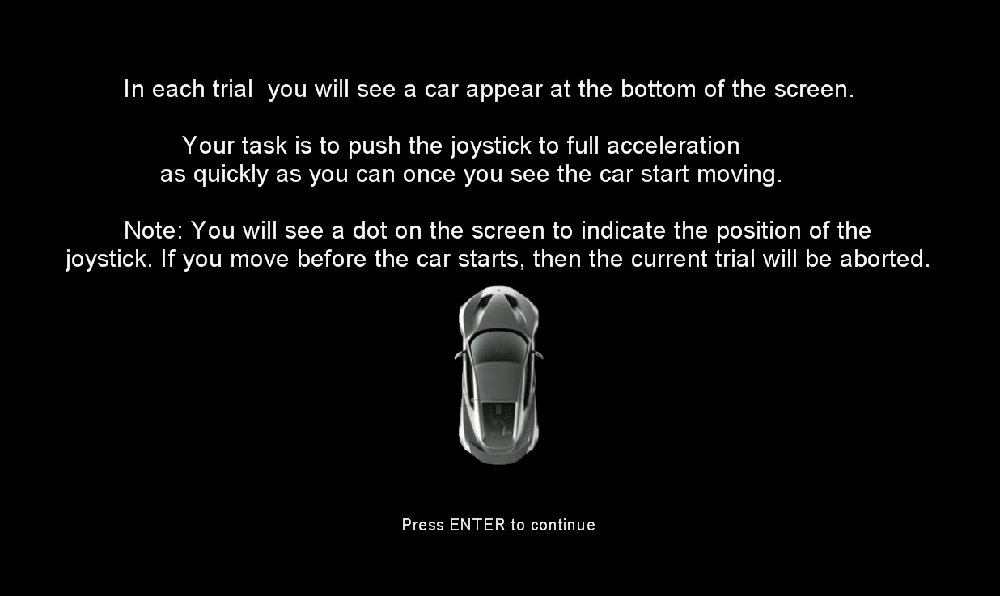 In each trial  you will see a car appear at the bottom of the screen.
Your task is to push the joystick to full acceleration
as quickly as you can once you see the car start moving.
Note: You will see a dot on the screen to indicate the position of the
joystick. If you move before the car starts, then the current trial will be aborted.
Press ENTER to continue